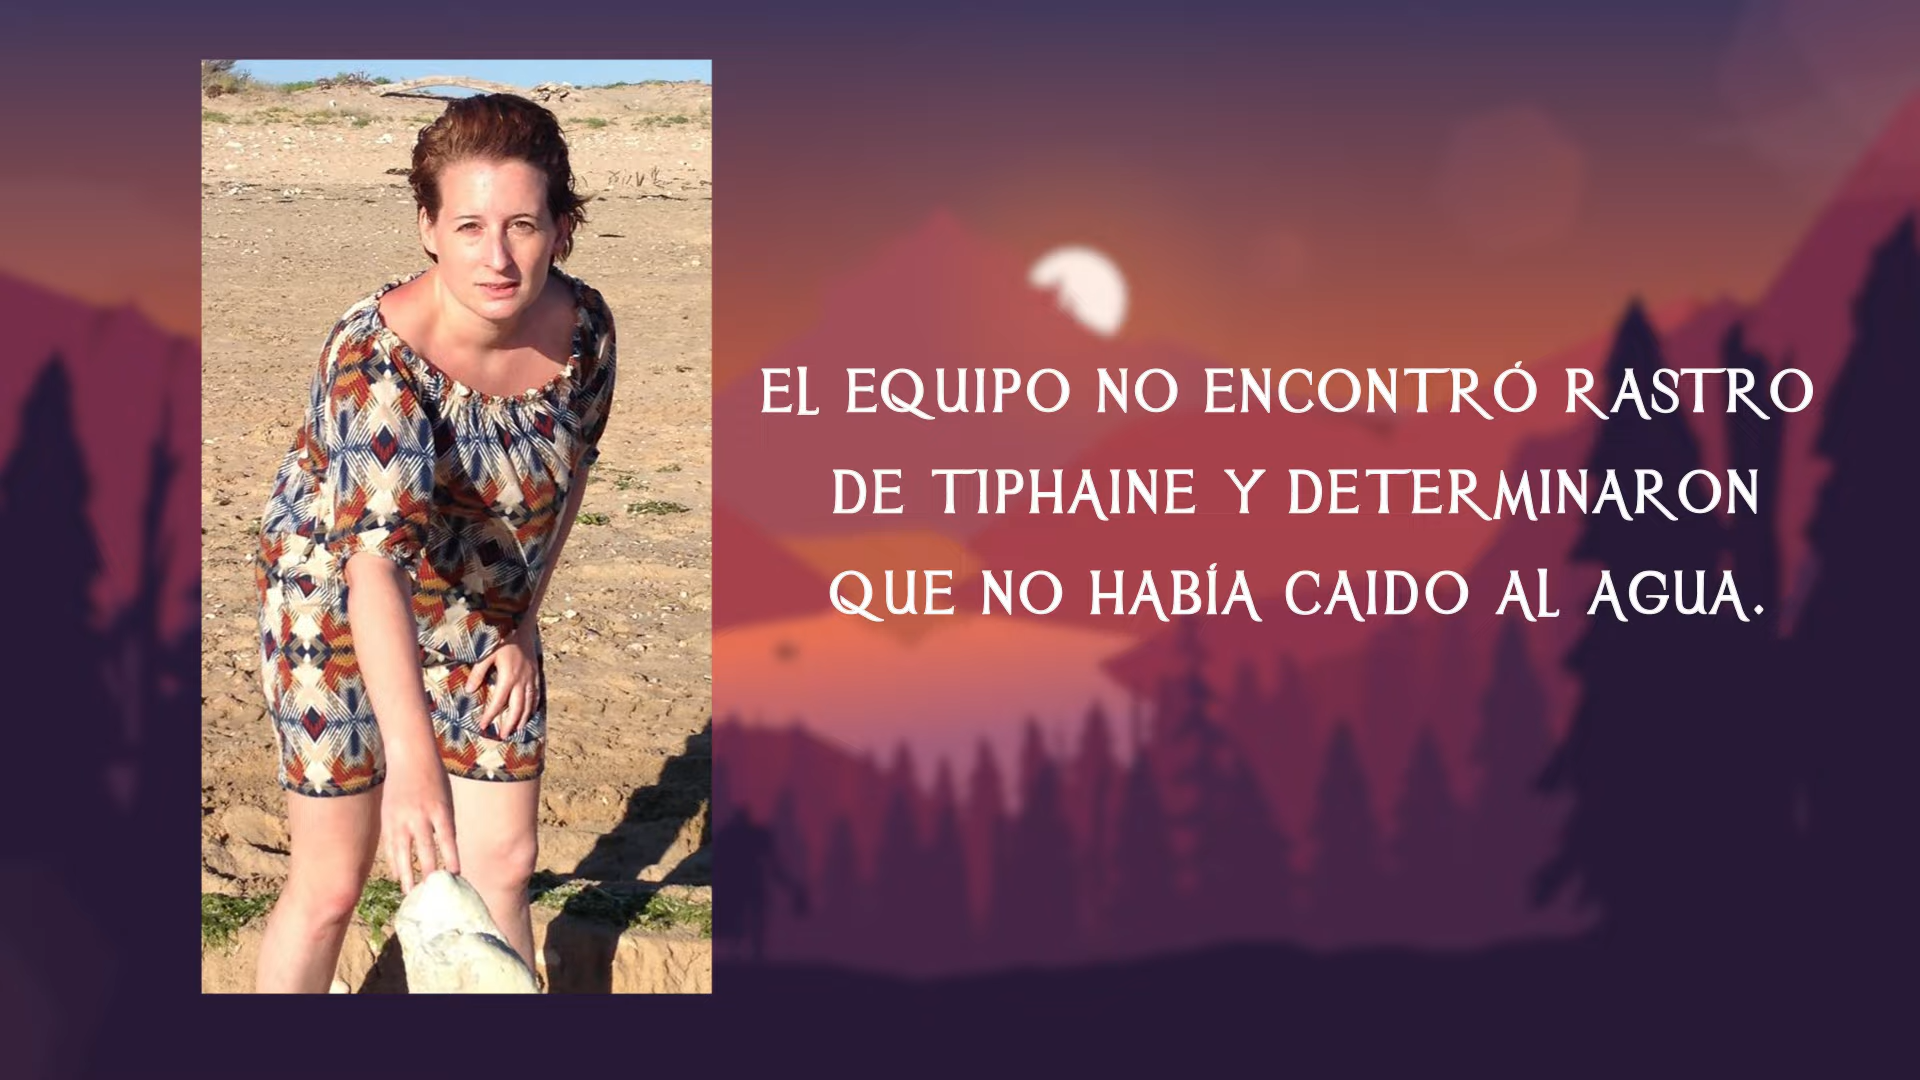 EL EQUIPO NO ENCONTRÓ RASTRO
DE TIPHAINE Y DETERMINARON
QUE NO HABÍA CAIDO AL AGUA.